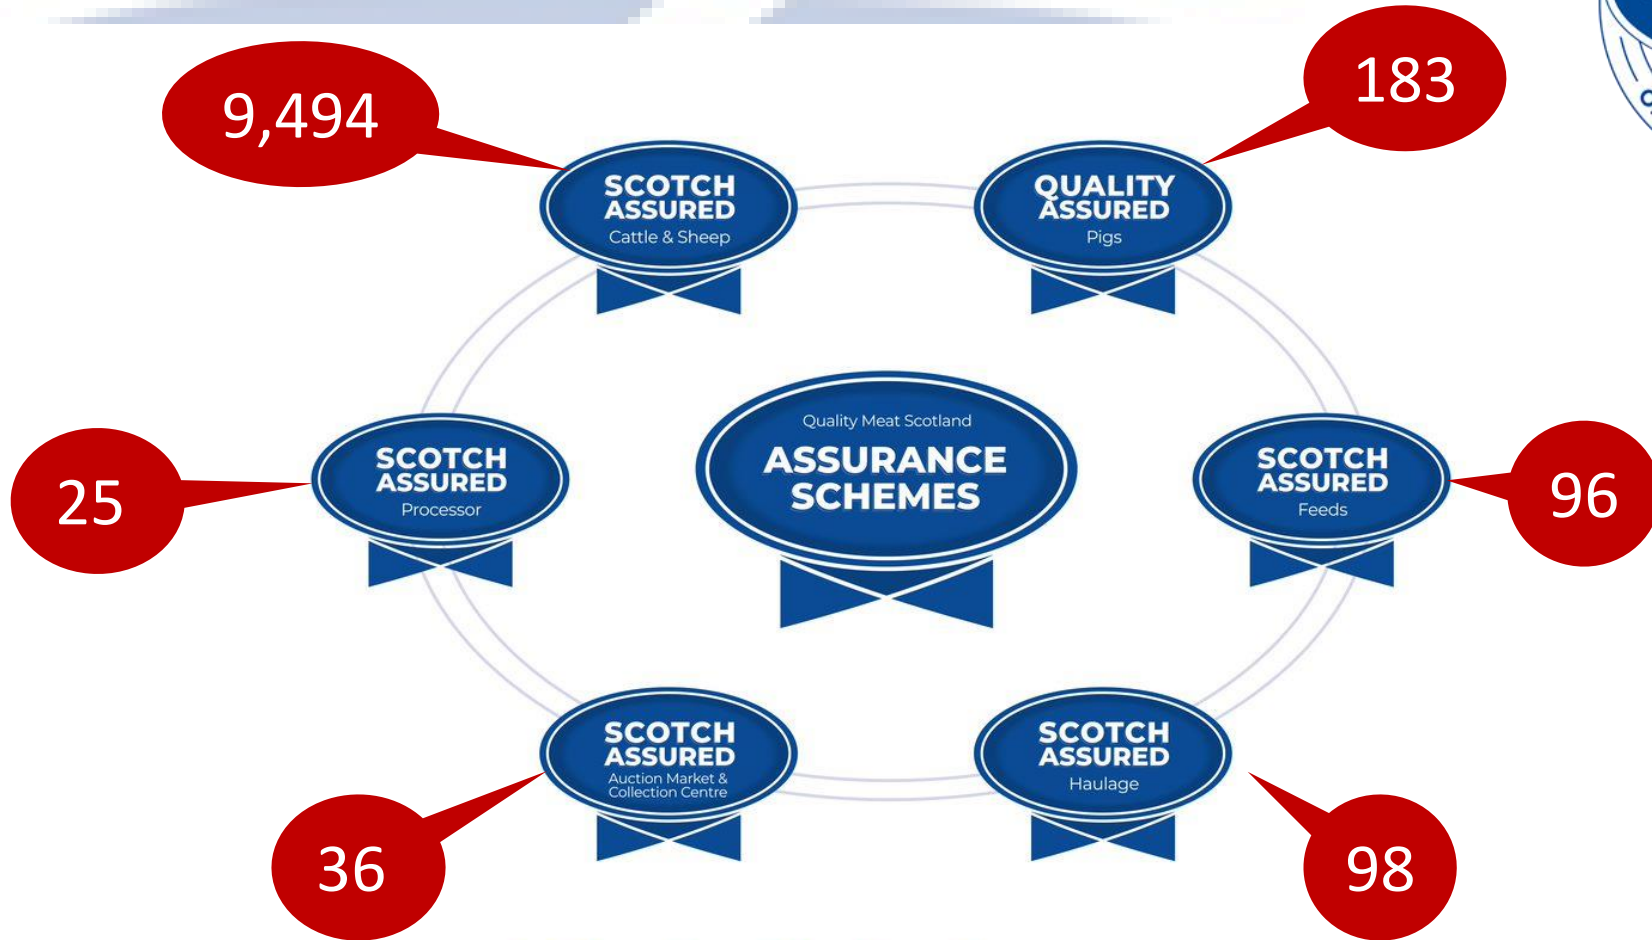 9,494
183
SCOTCH
ASSURED
Cattle & Sheep
QUALITY
ASSURED
Pigs
25
SCOTCH
ASSURED
Processor
Quality Meat Scotland
ASSURANCE
SCHEMES
SCOTCH
ASSURED
Feeds
96
36
SCOTCH
ASSURED
Auction Market &
Collection Centre
SCOTCH
ASSURED
Haulage
98